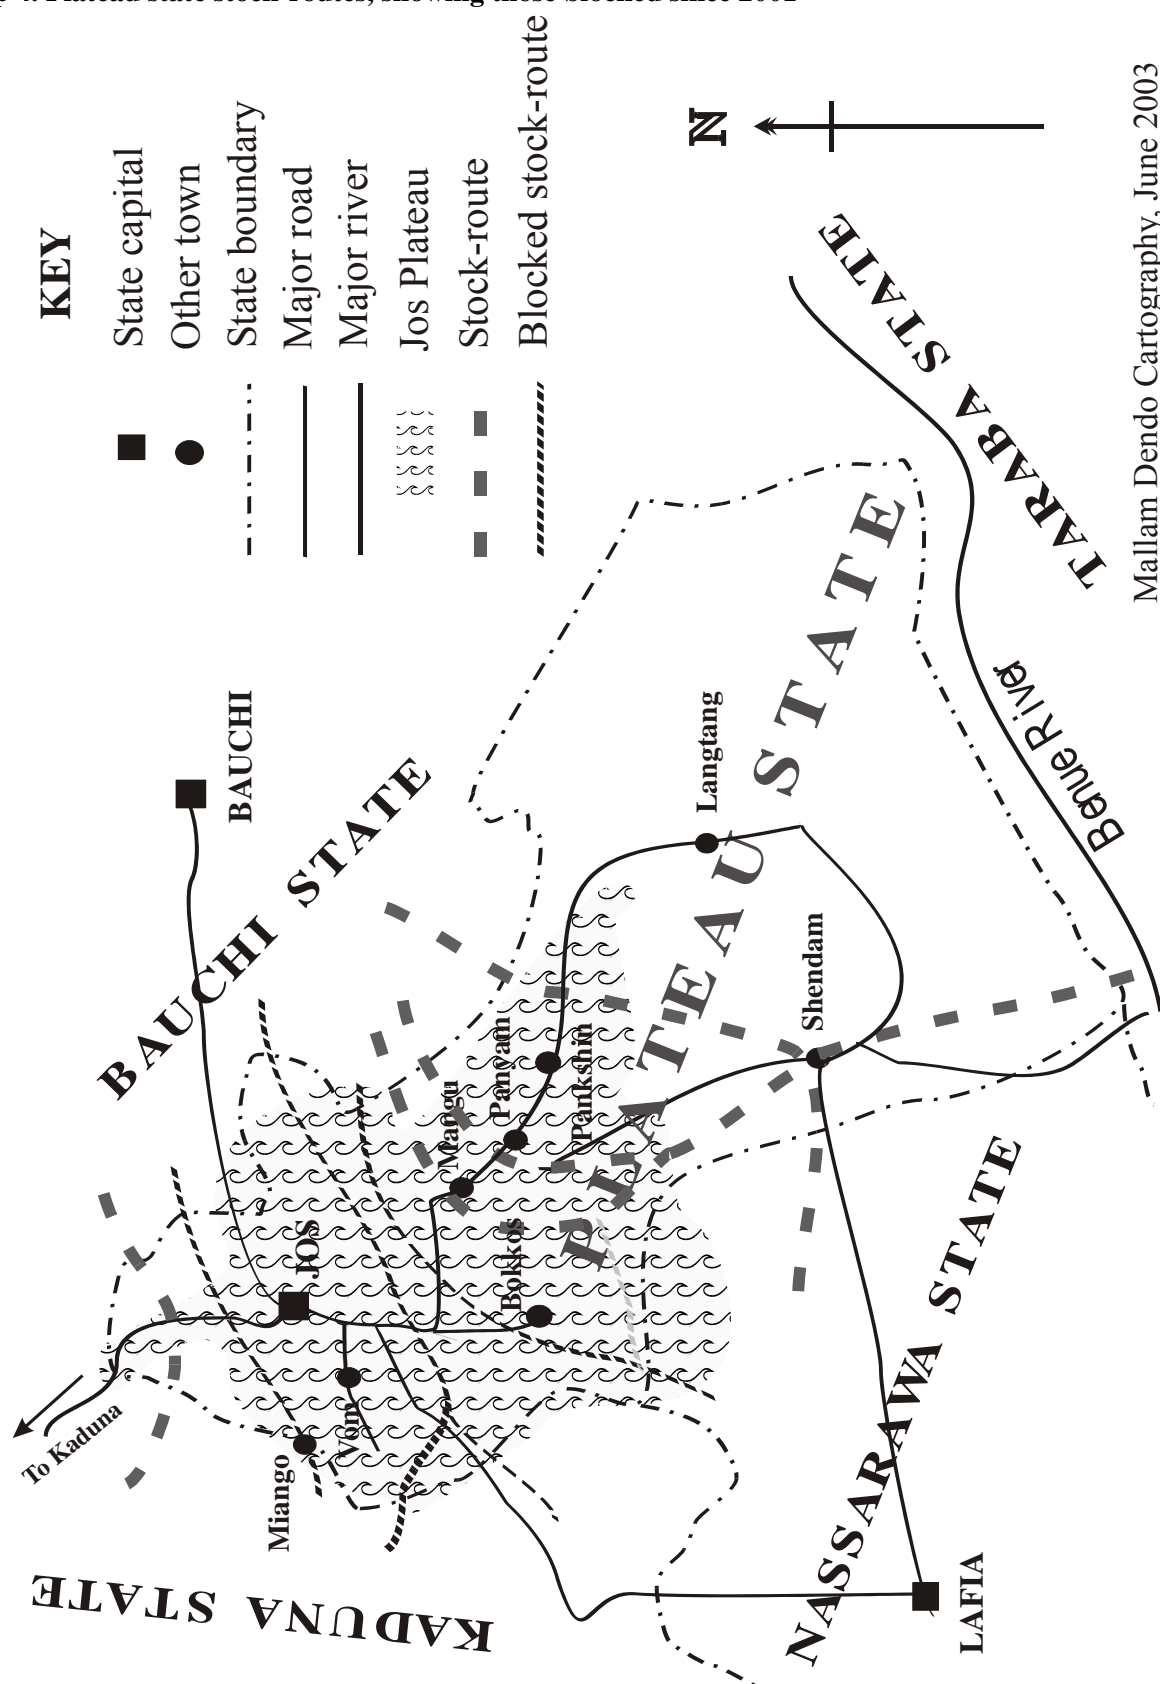 Plateau state stock-routes, showing those blocked since 2001
KEY
State capital
Other town
State boundary
Major road
Major river
Jos Plateau
Stock-route
Blocked stock-route
N
To Kaduna
BAUCHI
BAUCHI STATE
JOS
Miango
Vom
Mangu
Panyam
Pankshin
Bokkos
Langtang
Shendam
PLATEAU STATE
KADUNA STATE
NASSARAWA STATE
LAFIA
TARABA STATE
Benue River
Mallam Dendo Cartography, June 2003